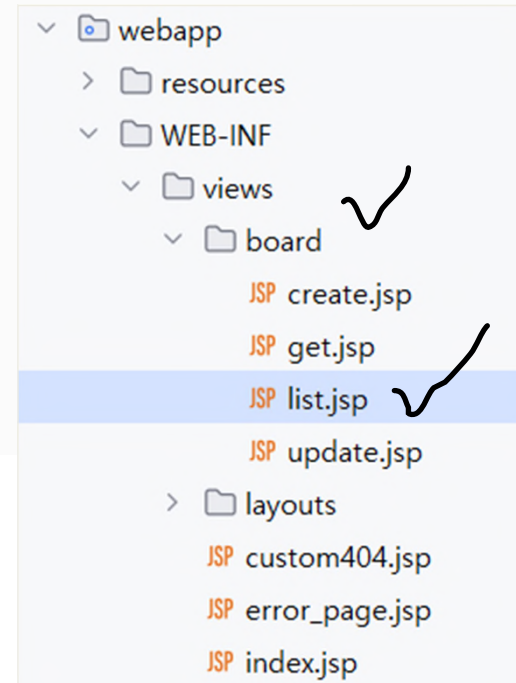 webapp
resources
WEB-INF
views
board
JSP create.jsp
JSP get.jsp
JSP list.jsp
JSP update.jsp
layouts
JSP custom404.jsp
JSP error_page.jsp
JSP index.jsp